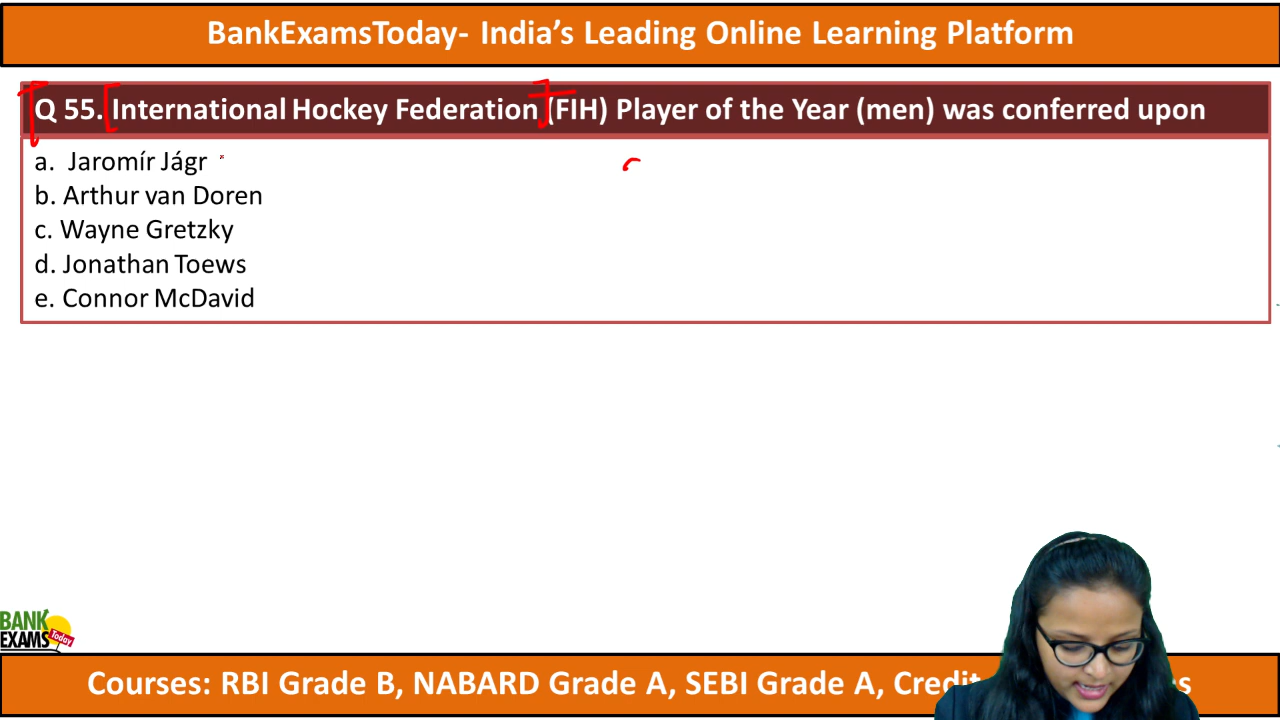 BankExamsToday- India's Leading Online Learning Platform
Q 55. International Hockey Federation (FIH) Player of the Year (men) was conferred upon
a. Jaromír Jágr
b. Arthur van Doren
c. Wayne Gretzky
d. Jonathan Toews
e. Connor McDavid
BANK
EXAMS Today
Courses: RBI Grade B, NABARD Grade A, SEBI Grade A, Credit